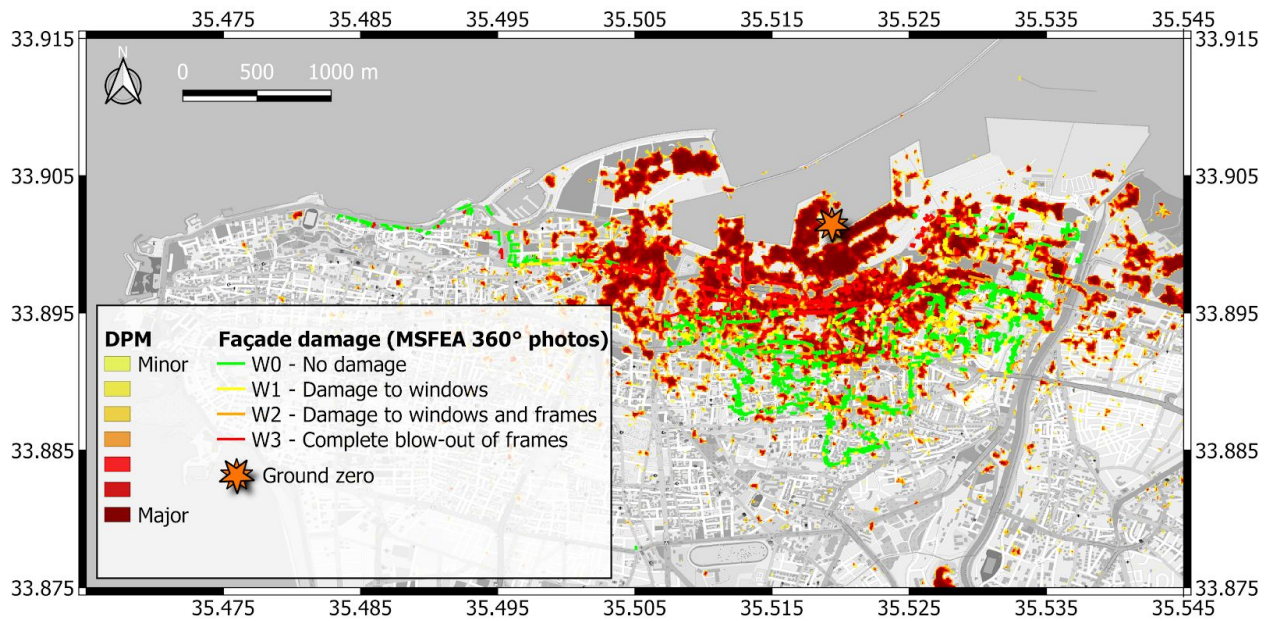 35.475 35.485 35.495 35.505 35.515 35.525 35.535 35.545
33.915 33.915
N
0 500 1000 m
33.905 33.905
33.895 33.895
DPM Façade damage (MSFEA 360° photos)
Minor W0 - No damage
W1 - Damage to windows
W2 - Damage to windows and frames
W3 - Complete blow-out of frames
Ground zero
Major
33.885 33.885
33.875 33.875
35.475 35.485 35.495 35.505 35.515 35.525 35.535 35.545